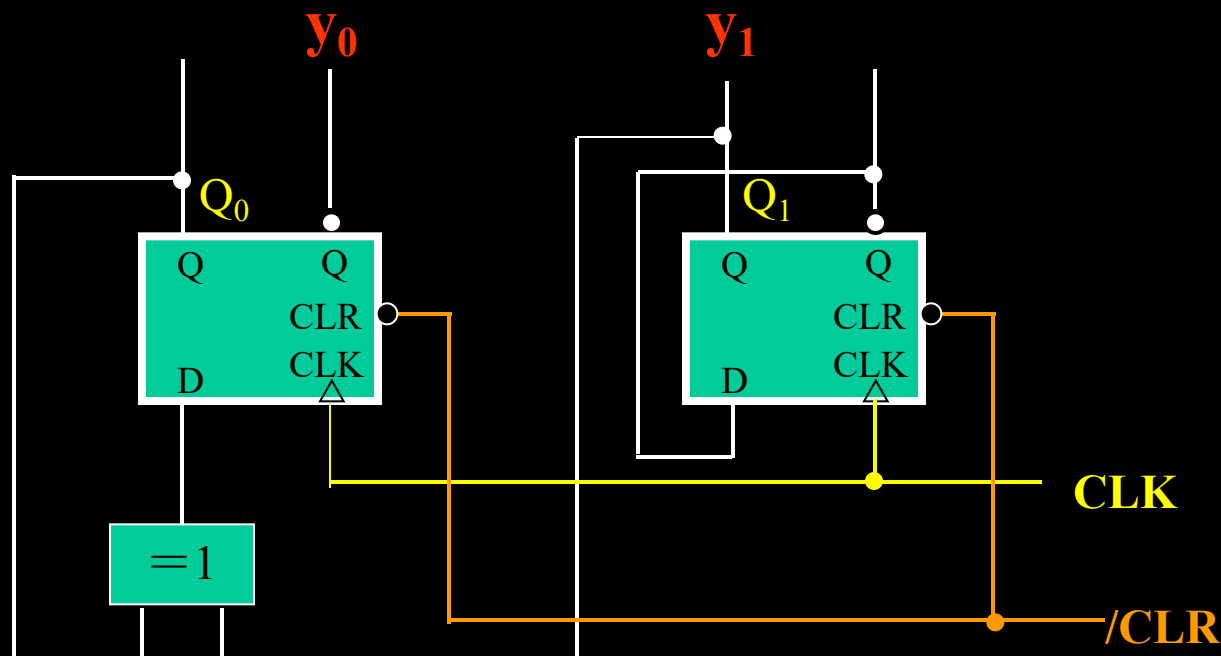 y₀ y₁
Q₀ Q₁
Q Q Q Q
CLR CLR
CLK CLK
D D
CLK
=1
/CLR